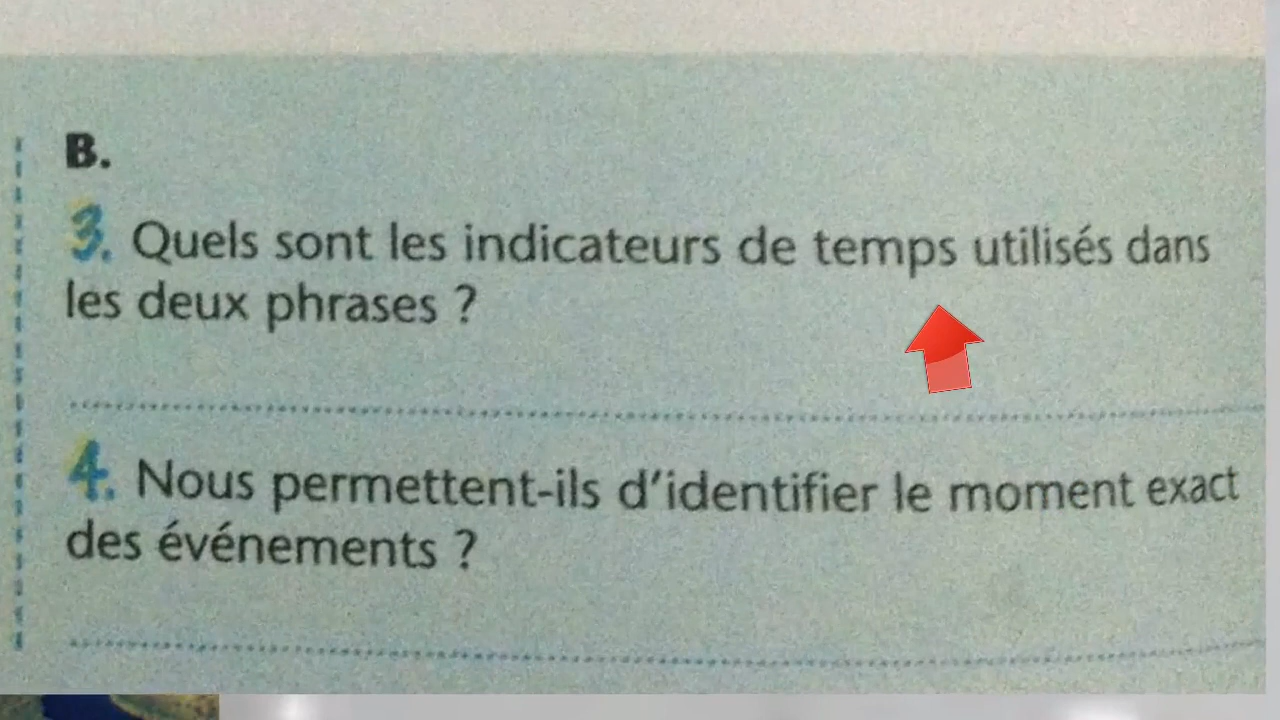 B.
3. Quels sont les indicateurs de temps utilisés dans
les deux phrases ?
4. Nous permettent-ils d'identifier le moment exact
des événements ?